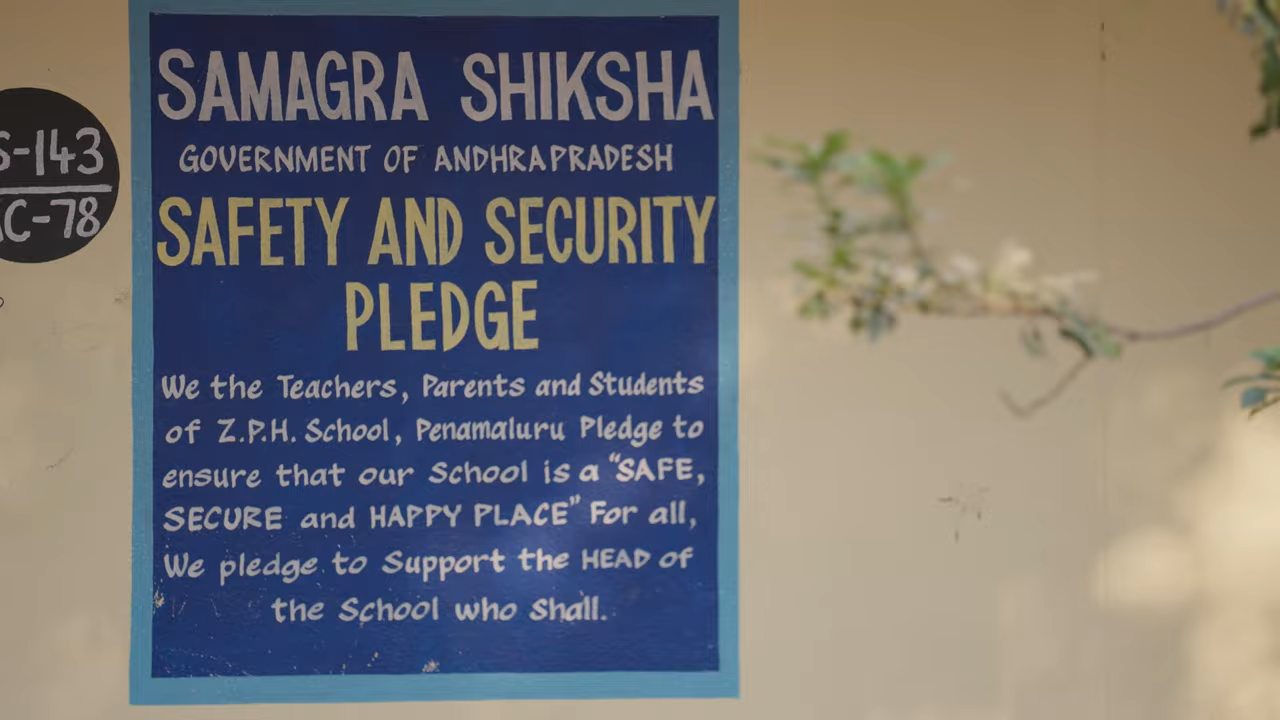 S-143
C-78
SAMAGRA SHIKSHA
GOVERNMENT OF ANDHRA PRADESH
SAFETY AND SECURITY
PLEDGE
We the Teachers, Parents and Students
of Z.P.H. School, Penamaluru Pledge to
ensure that our School is a "SAFE,
SECURE and HAPPY PLACE" For all,
We pledge to Support the HEAD of
the School who Shall.